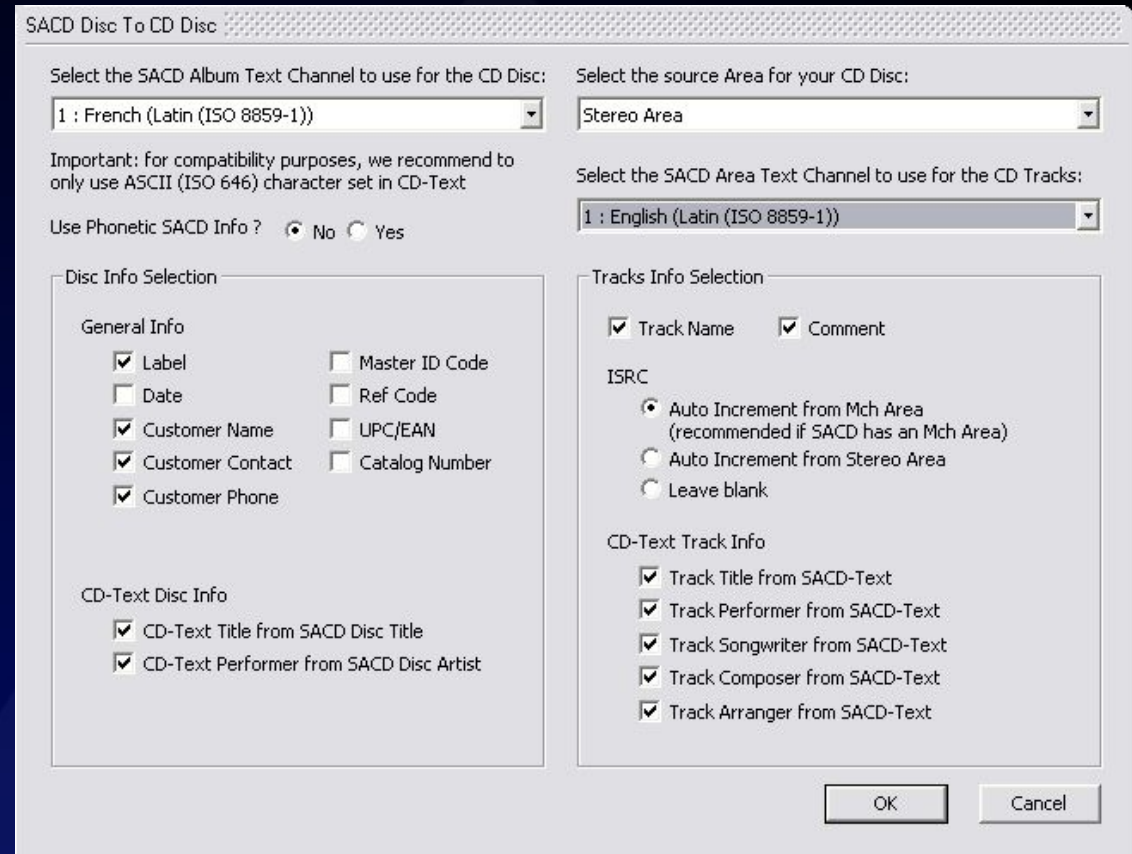 SACD Disc To CD Disc
Select the SACD Album Text Channel to use for the CD Disc:
1 : French (Latin (ISO 8859-1))
Important: for compatibility purposes, we recommend to
only use ASCII (ISO 646) character set in CD-Text
Use Phonetic SACD Info ? No Yes
Select the source Area for your CD Disc:
Stereo Area
Select the SACD Area Text Channel to use for the CD Tracks:
1 : English (Latin (ISO 8859-1))
Disc Info Selection
General Info
Label
Date
Customer Name
Customer Contact
Customer Phone
Master ID Code
Ref Code
UPC/EAN
Catalog Number
CD-Text Disc Info
CD-Text Title from SACD Disc Title
CD-Text Performer from SACD Disc Artist
Tracks Info Selection
Track Name Comment
ISRC
Auto Increment from Mch Area
(recommended if SACD has an Mch Area)
Auto Increment from Stereo Area
Leave blank
CD-Text Track Info
Track Title from SACD-Text
Track Performer from SACD-Text
Track Songwriter from SACD-Text
Track Composer from SACD-Text
Track Arranger from SACD-Text
OK Cancel